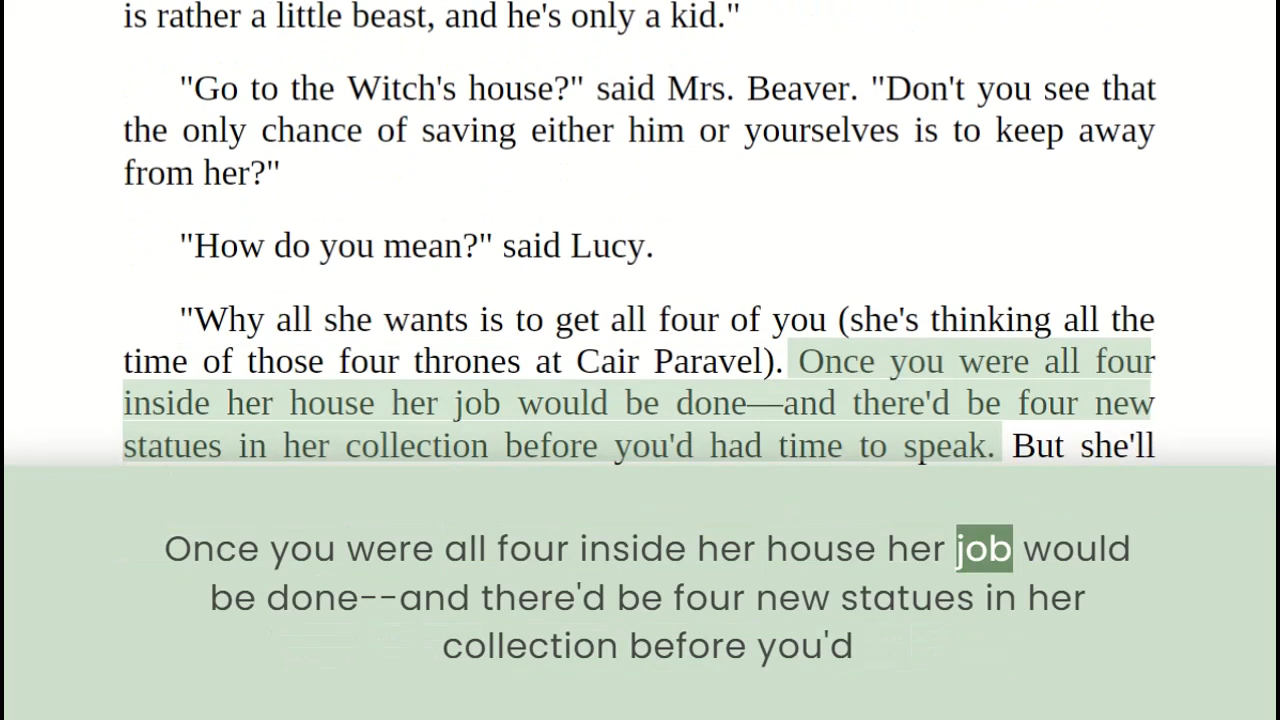 is rather a little beast, and he's only a kid."
"Go to the Witch's house?" said Mrs. Beaver. "Don't you see that
the only chance of saving either him or yourselves is to keep away
from her?"
"How do you mean?" said Lucy.
"Why all she wants is to get all four of you (she's thinking all the
time of those four thrones at Cair Paravel). Once you were all four
inside her house her job would be done—and there'd be four new
statues in her collection before you'd had time to speak. But she'll
Once you were all four inside her house her job would
be done--and there'd be four new statues in her
collection before you'd